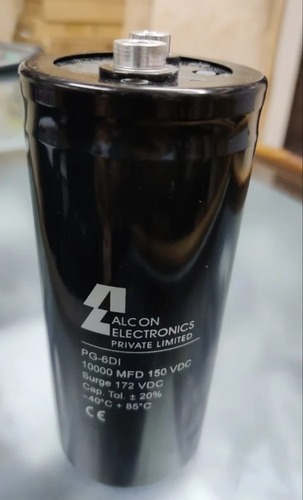 ALCON
ELECTRONICS
PRIVATE LIMITED
PG-6DI
10000 MFD 150 VDC
Surge 172 VDC
Cap. Tol. ± 20%
-40°C + 85°C
CE